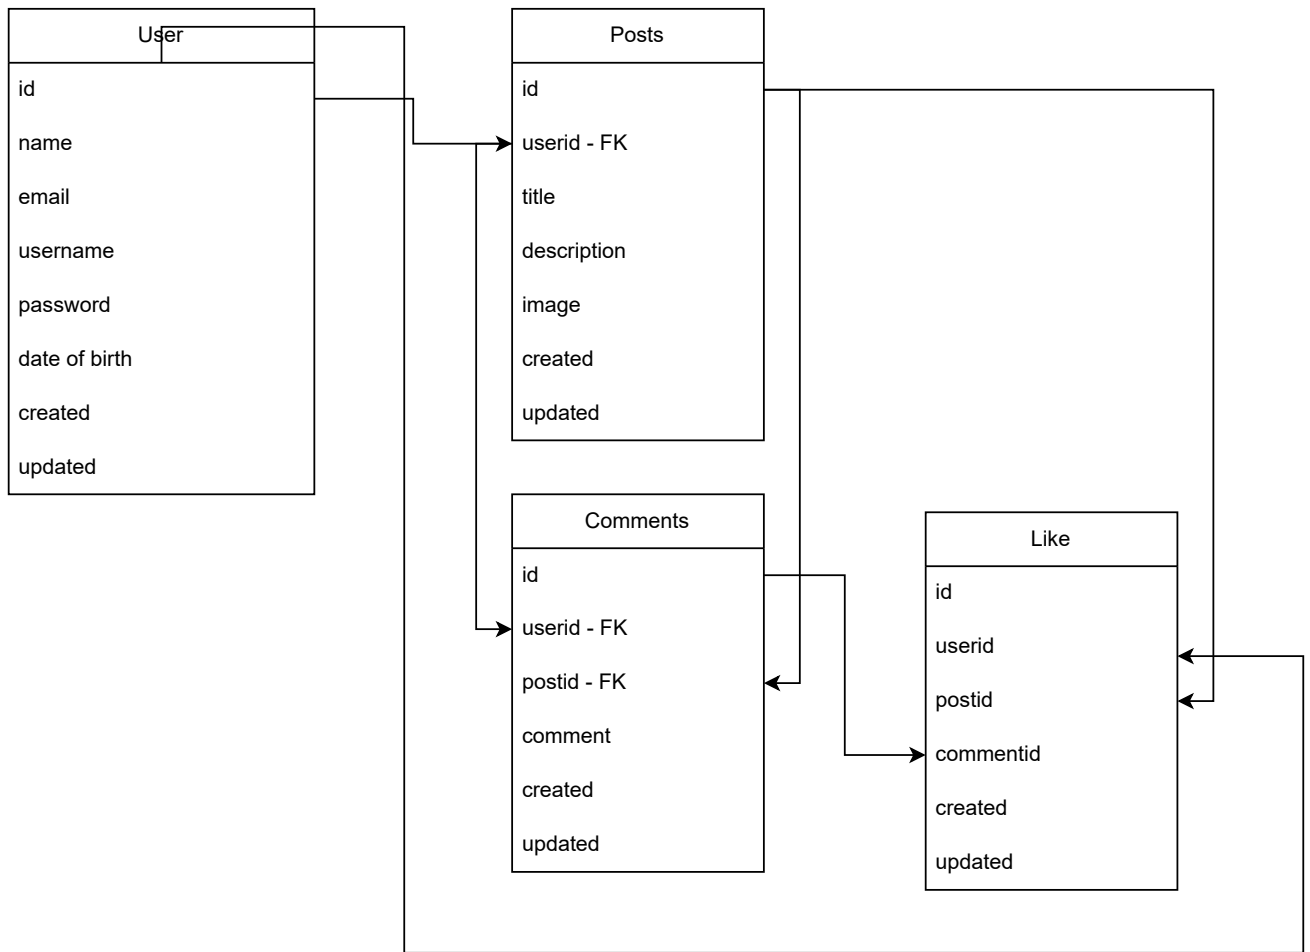 User
id
name
email
username
password
date of birth
created
updated
Posts
id
userid - FK
title
description
image
created
updated
Comments
id
userid - FK
postid - FK
comment
created
updated
Like
id
userid
postid
commentid
created
updated